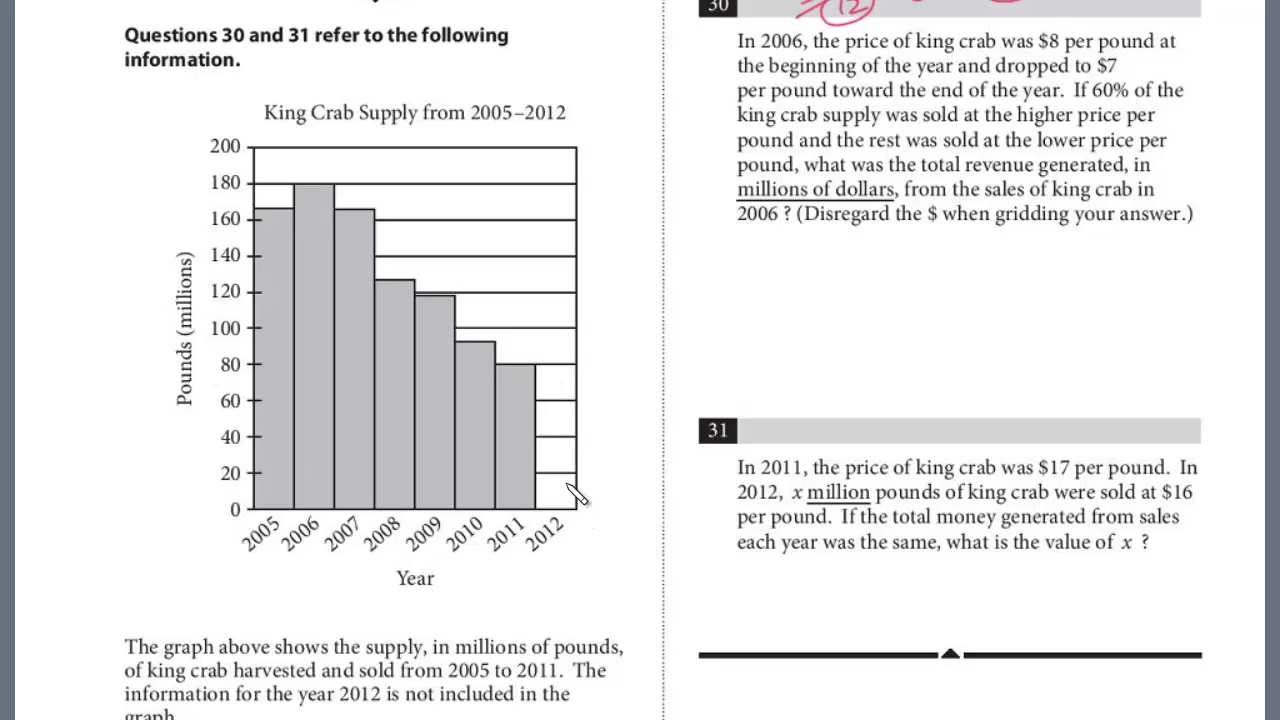 Questions 30 and 31 refer to the following
information.
King Crab Supply from 2005–2012
Pounds (millions)
200
180
160
140
120
100
80
60
40
20
0
2005
2006
2007
2008
2009
2010
2011
2012
Year
The graph above shows the supply, in millions of pounds,
of king crab harvested and sold from 2005 to 2011. The
information for the year 2012 is not included in the
graph.
12
30
In 2006, the price of king crab was $8 per pound at
the beginning of the year and dropped to $7
per pound toward the end of the year. If 60% of the
king crab supply was sold at the higher price per
pound and the rest was sold at the lower price per
pound, what was the total revenue generated, in
millions of dollars, from the sales of king crab in
2006 ? (Disregard the $ when gridding your answer.)
31
In 2011, the price of king crab was $17 per pound. In
2012, x million pounds of king crab were sold at $16
per pound. If the total money generated from sales
each year was the same, what is the value of x ?